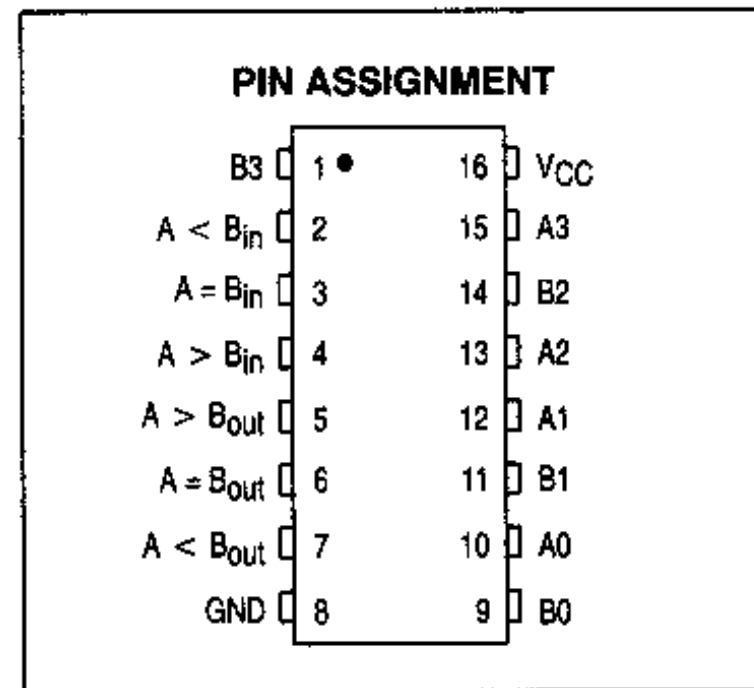 PIN ASSIGNMENT
B3 1 16 VCC
A < Bin 2 15 A3
A = Bin 3 14 B2
A > Bin 4 13 A2
A > Bout 5 12 A1
A = Bout 6 11 B1
A < Bout 7 10 A0
GND 8 9 B0